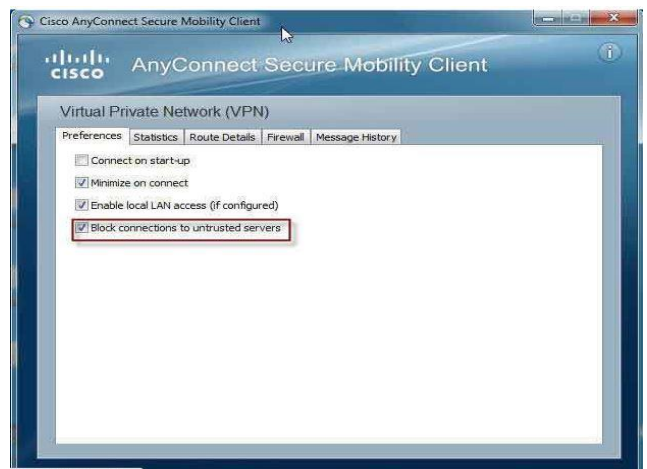 Cisco AnyConnect Secure Mobility Client
CISCO AnyConnect Secure Mobility Client
Virtual Private Network (VPN)
Preferences Statistics Route Details Firewall Message History
Connect on start-up
Minimize on connect
Enable local LAN access (if configured)
Block connections to untrusted servers